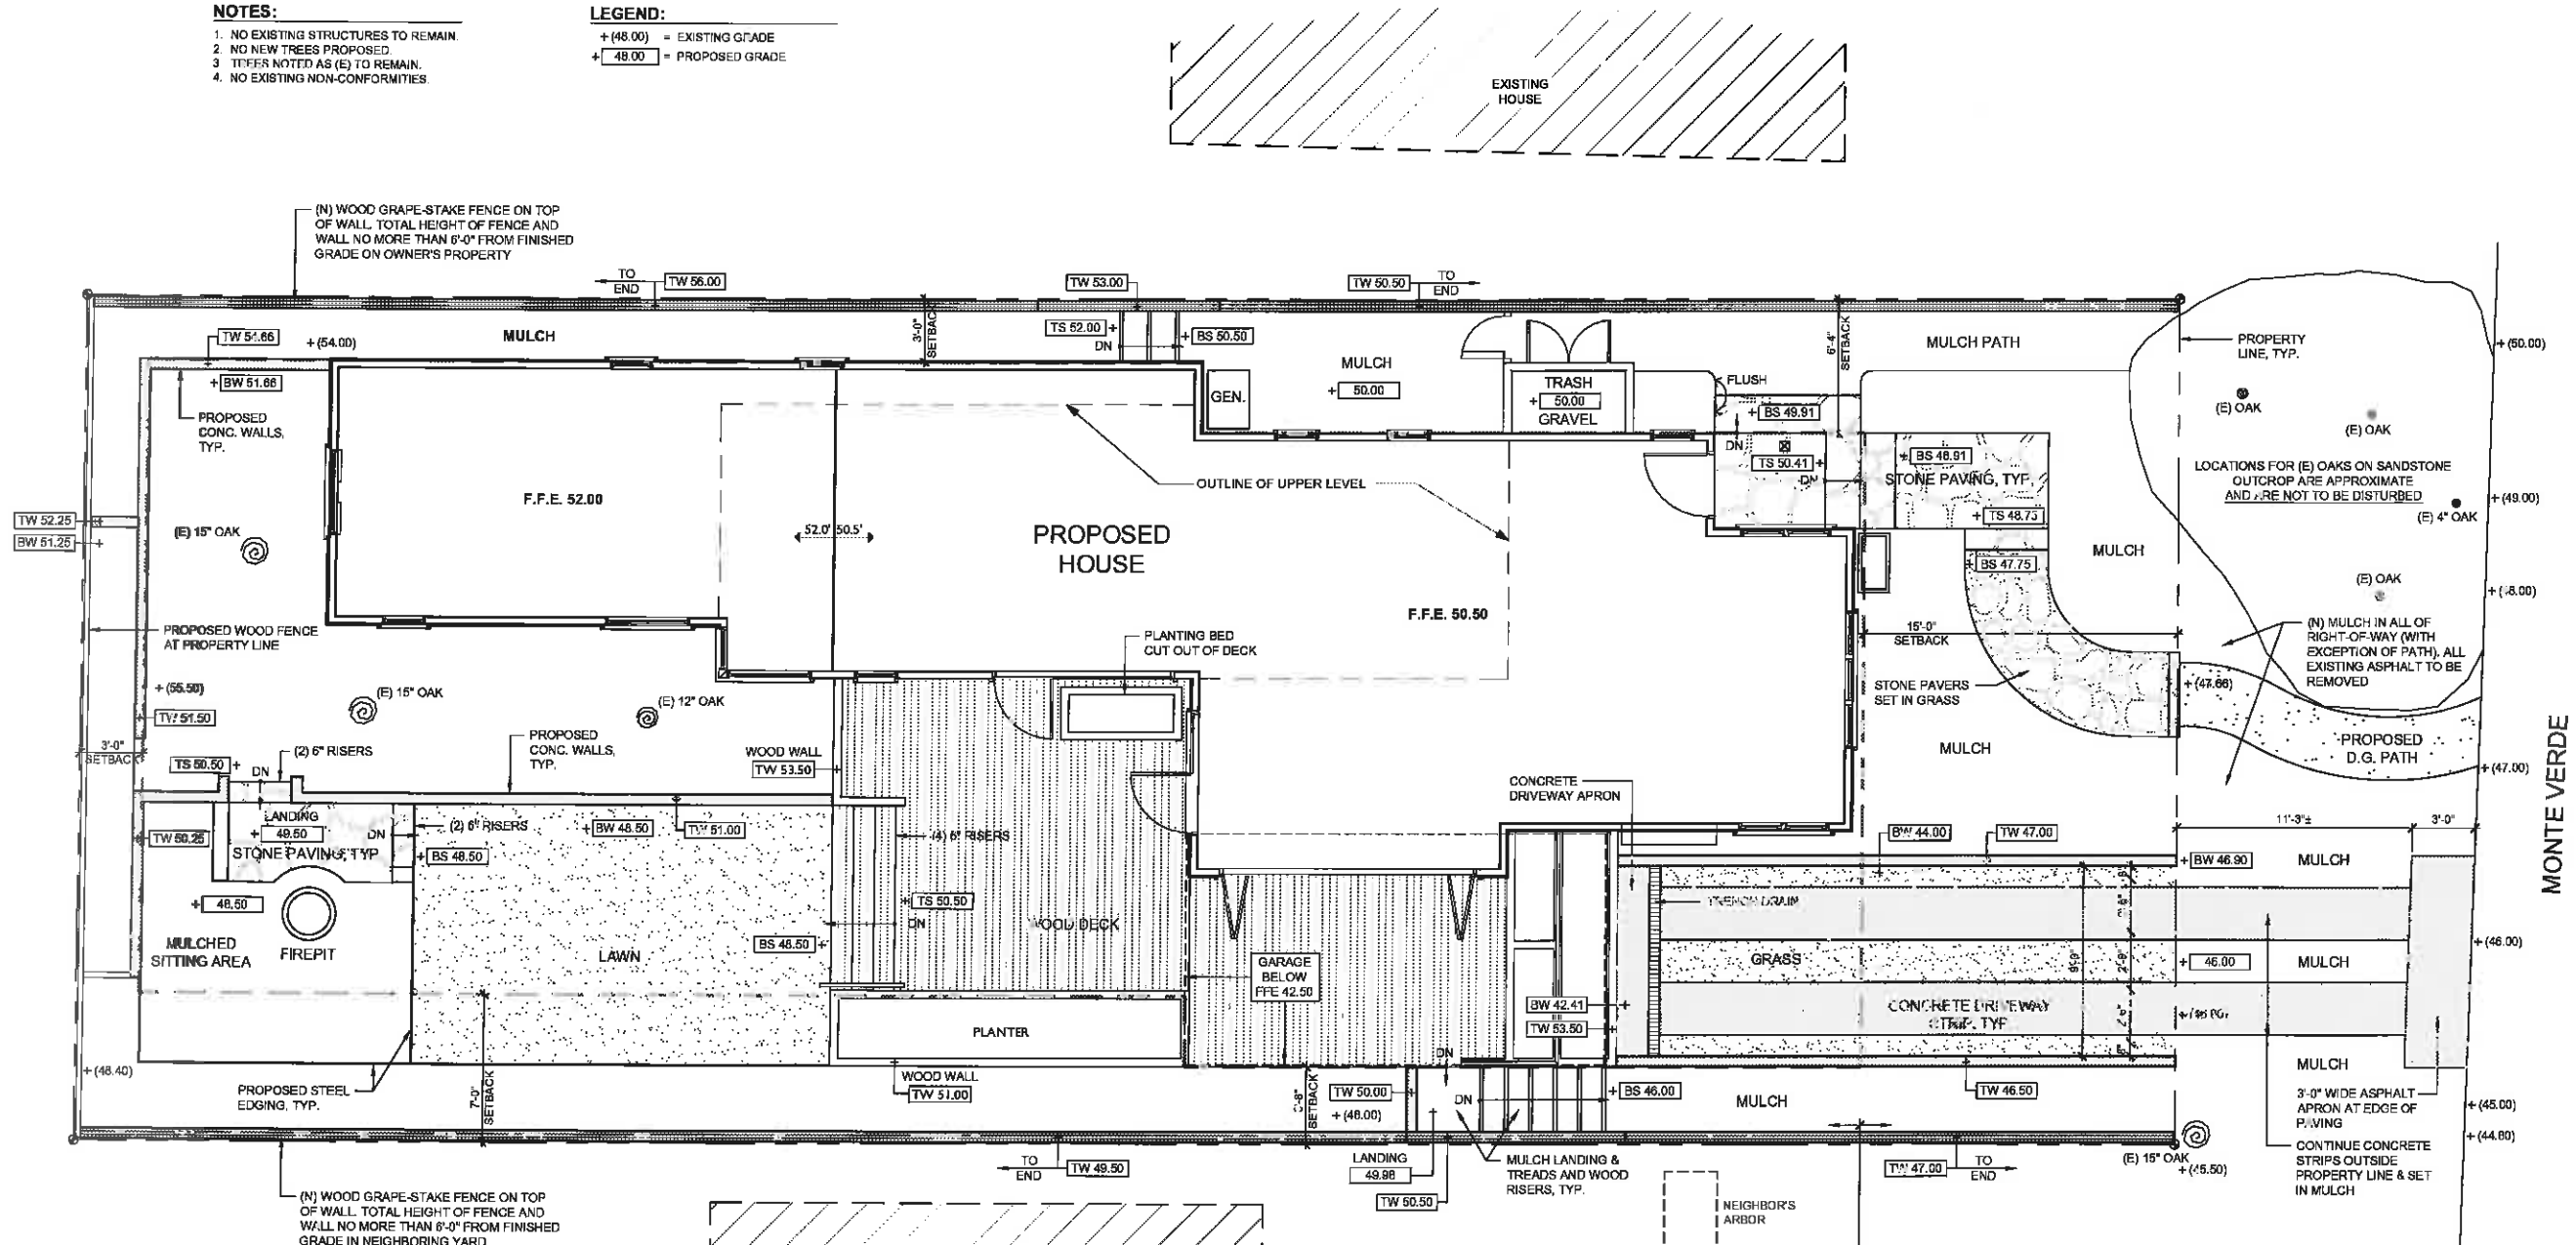 NOTES:
1. NO EXISTING STRUCTURES TO REMAIN.
2. NO NEW TREES PROPOSED.
3 TREES NOTED AS (E) TO REMAIN.
4. NO EXISTING NON-CONFORMITIES.
LEGEND:
+ (48.00) = EXISTING GRADE
+ 48.00 = PROPOSED GRADE
EXISTING
HOUSE
(N) WOOD GRAPE-STAKE FENCE ON TOP
OF WALL. TOTAL HEIGHT OF FENCE AND
WALL NO MORE THAN 6'-0" FROM FINISHED
GRADE ON OWNER'S PROPERTY
TO
END
TW 56.00
TW 53.00
TW 50.50
TO
END
TW 51.66
+ (54.00)
MULCH
3'-0"
SETBACK
TS 52.00 +
DN
+ BS 50.50
MULCH
+ 50.00
6'-4"
SETBACK
MULCH PATH
PROPERTY
LINE, TYP.
+ (50.00)
+ BW 51.66
PROPOSED
CONC. WALLS,
TYP.
GEN.
TRASH
+ 50.00
GRAVEL
FLUSH
+ BS 49.91
DN
TS 50.41 +
DN
+ BS 48.91
STONE PAVING, TYP.
+ TS 48.75
(E) OAK
(E) OAK
LOCATIONS FOR (E) OAKS ON SANDSTONE
OUTCROP ARE APPROXIMATE
AND ARE NOT TO BE DISTURBED
+ (49.00)
(E) 4" OAK
F.F.E. 52.00
OUTLINE OF UPPER LEVEL
TW 52.25
BW 51.25
(E) 15" OAK
52.0' 50.5'
PROPOSED
HOUSE
MULCH
+ BS 47.75
(E) OAK
F.F.E. 50.50
PROPOSED WOOD FENCE
AT PROPERTY LINE
PLANTING BED
CUT OUT OF DECK
15'-0"
SETBACK
(N) MULCH IN ALL OF
RIGHT-OF-WAY (WITH
EXCEPTION OF PATH). ALL
EXISTING ASPHALT TO BE
REMOVED
+ (55.50)
(E) 15" OAK
(E) 12" OAK
STONE PAVERS
SET IN GRASS
+ (47.66)
TW 51.50
3'-0"
SETBACK
(2) 6" RISERS
PROPOSED
CONC. WALLS,
TYP.
WOOD WALL
TW 53.50
MULCH
PROPOSED
D.G. PATH
+ (47.00)
MONTE VERDE
TS 50.50 +
DN
CONCRETE
DRIVEWAY APRON
LANDING
+ 49.50
DN
(2) 6" RISERS
+ BW 48.50
TW 51.00
(4) 6" RISERS
BW 44.00
TW 47.00
11'-3"±
3'-0"
TW 50.25
STONE PAVING, TYP
+ BS 48.50
+ BW 46.90
MULCH
+ 48.50
+ TS 50.50
DN
WOOD DECK
TRENCH DRAIN
MULCHED
SITTING AREA
FIREPIT
LAWN
BS 48.50 +
GARAGE
BELOW
FFE 42.50
GRASS
9'-0"
+ 46.00
MULCH
+ (46.00)
BW 42.41 +
TW 53.50
CONCRETE DRIVEWAY
STRIP, TYP
PLANTER
DN
MULCH
+ (48.40)
PROPOSED STEEL
EDGING, TYP.
7'-0"
SETBACK
WOOD WALL
TW 51.00
SETBACK
TW 50.00
+ (48.00)
DN
+ BS 46.00
MULCH
TW 46.50
3'-0" WIDE ASPHALT
APRON AT EDGE OF
PAVING
+ (45.00)
+ (44.80)
TO
END
TW 49.50
LANDING
49.98
TW 50.50
MULCH LANDING &
TREADS AND WOOD
RISERS, TYP.
TW 47.00
TO
END
(E) 15" OAK
+ (45.50)
CONTINUE CONCRETE
STRIPS OUTSIDE
PROPERTY LINE & SET
IN MULCH
(N) WOOD GRAPE-STAKE FENCE ON TOP
OF WALL. TOTAL HEIGHT OF FENCE AND
WALL NO MORE THAN 6'-0" FROM FINISHED
GRADE IN NEIGHBORING YARD
NEIGHBOR'S
ARBOR